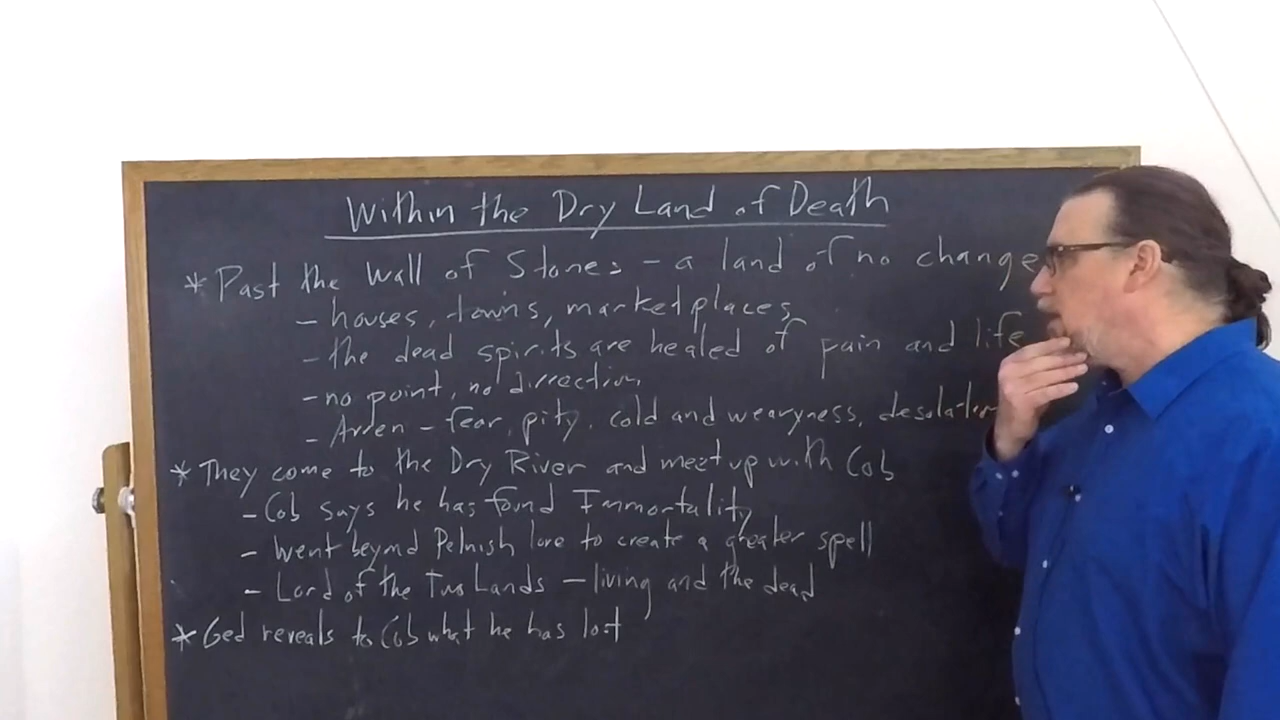 Within the Dry Land of Death
* Past the Wall of Stones - a land of no change
- houses, towns, marketplaces
- the dead spirits are healed of pain and life
- no point, no direction
- Arren - fear, pity, cold and wearyness, desolation
* They come to the Dry River and meet up with Cob
- Cob says he has found Immortality
- Went beyond Pelnish lore to create a greater spell
- Lord of the Two Lands - living and the dead
* Ged reveals to Cob what he has lost